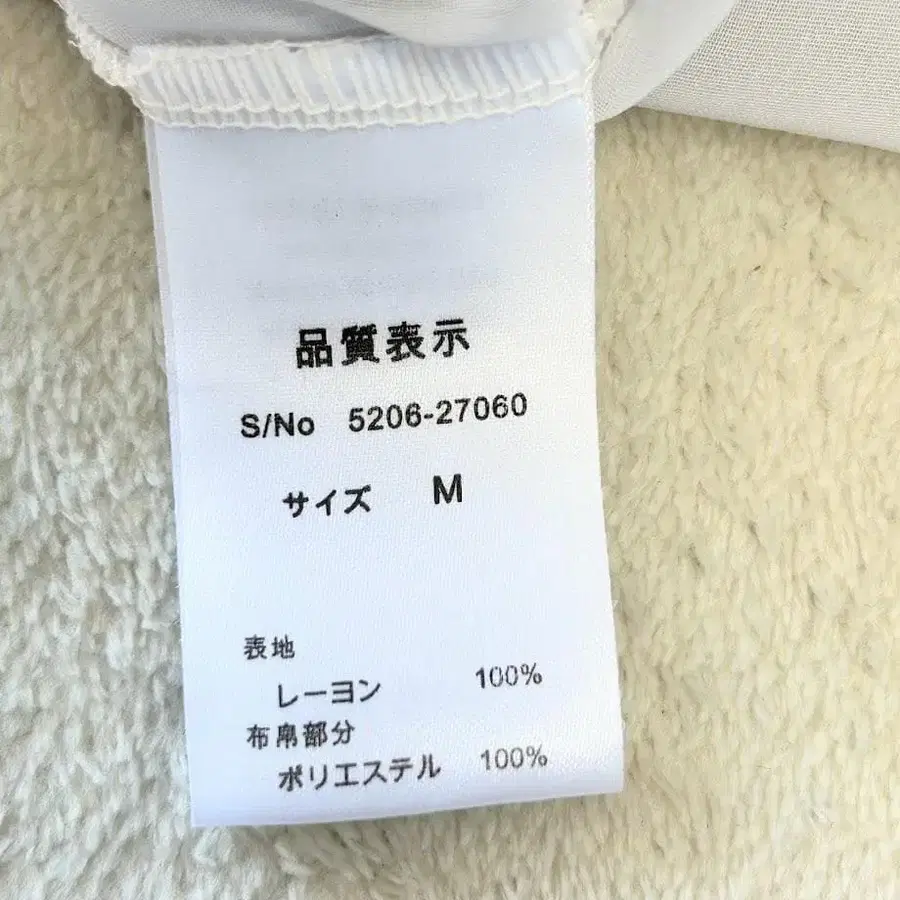 品質表示
S/No 5206-27060
サイズ M
表地
レーヨン 100%
布帛部分
ポリエステル 100%